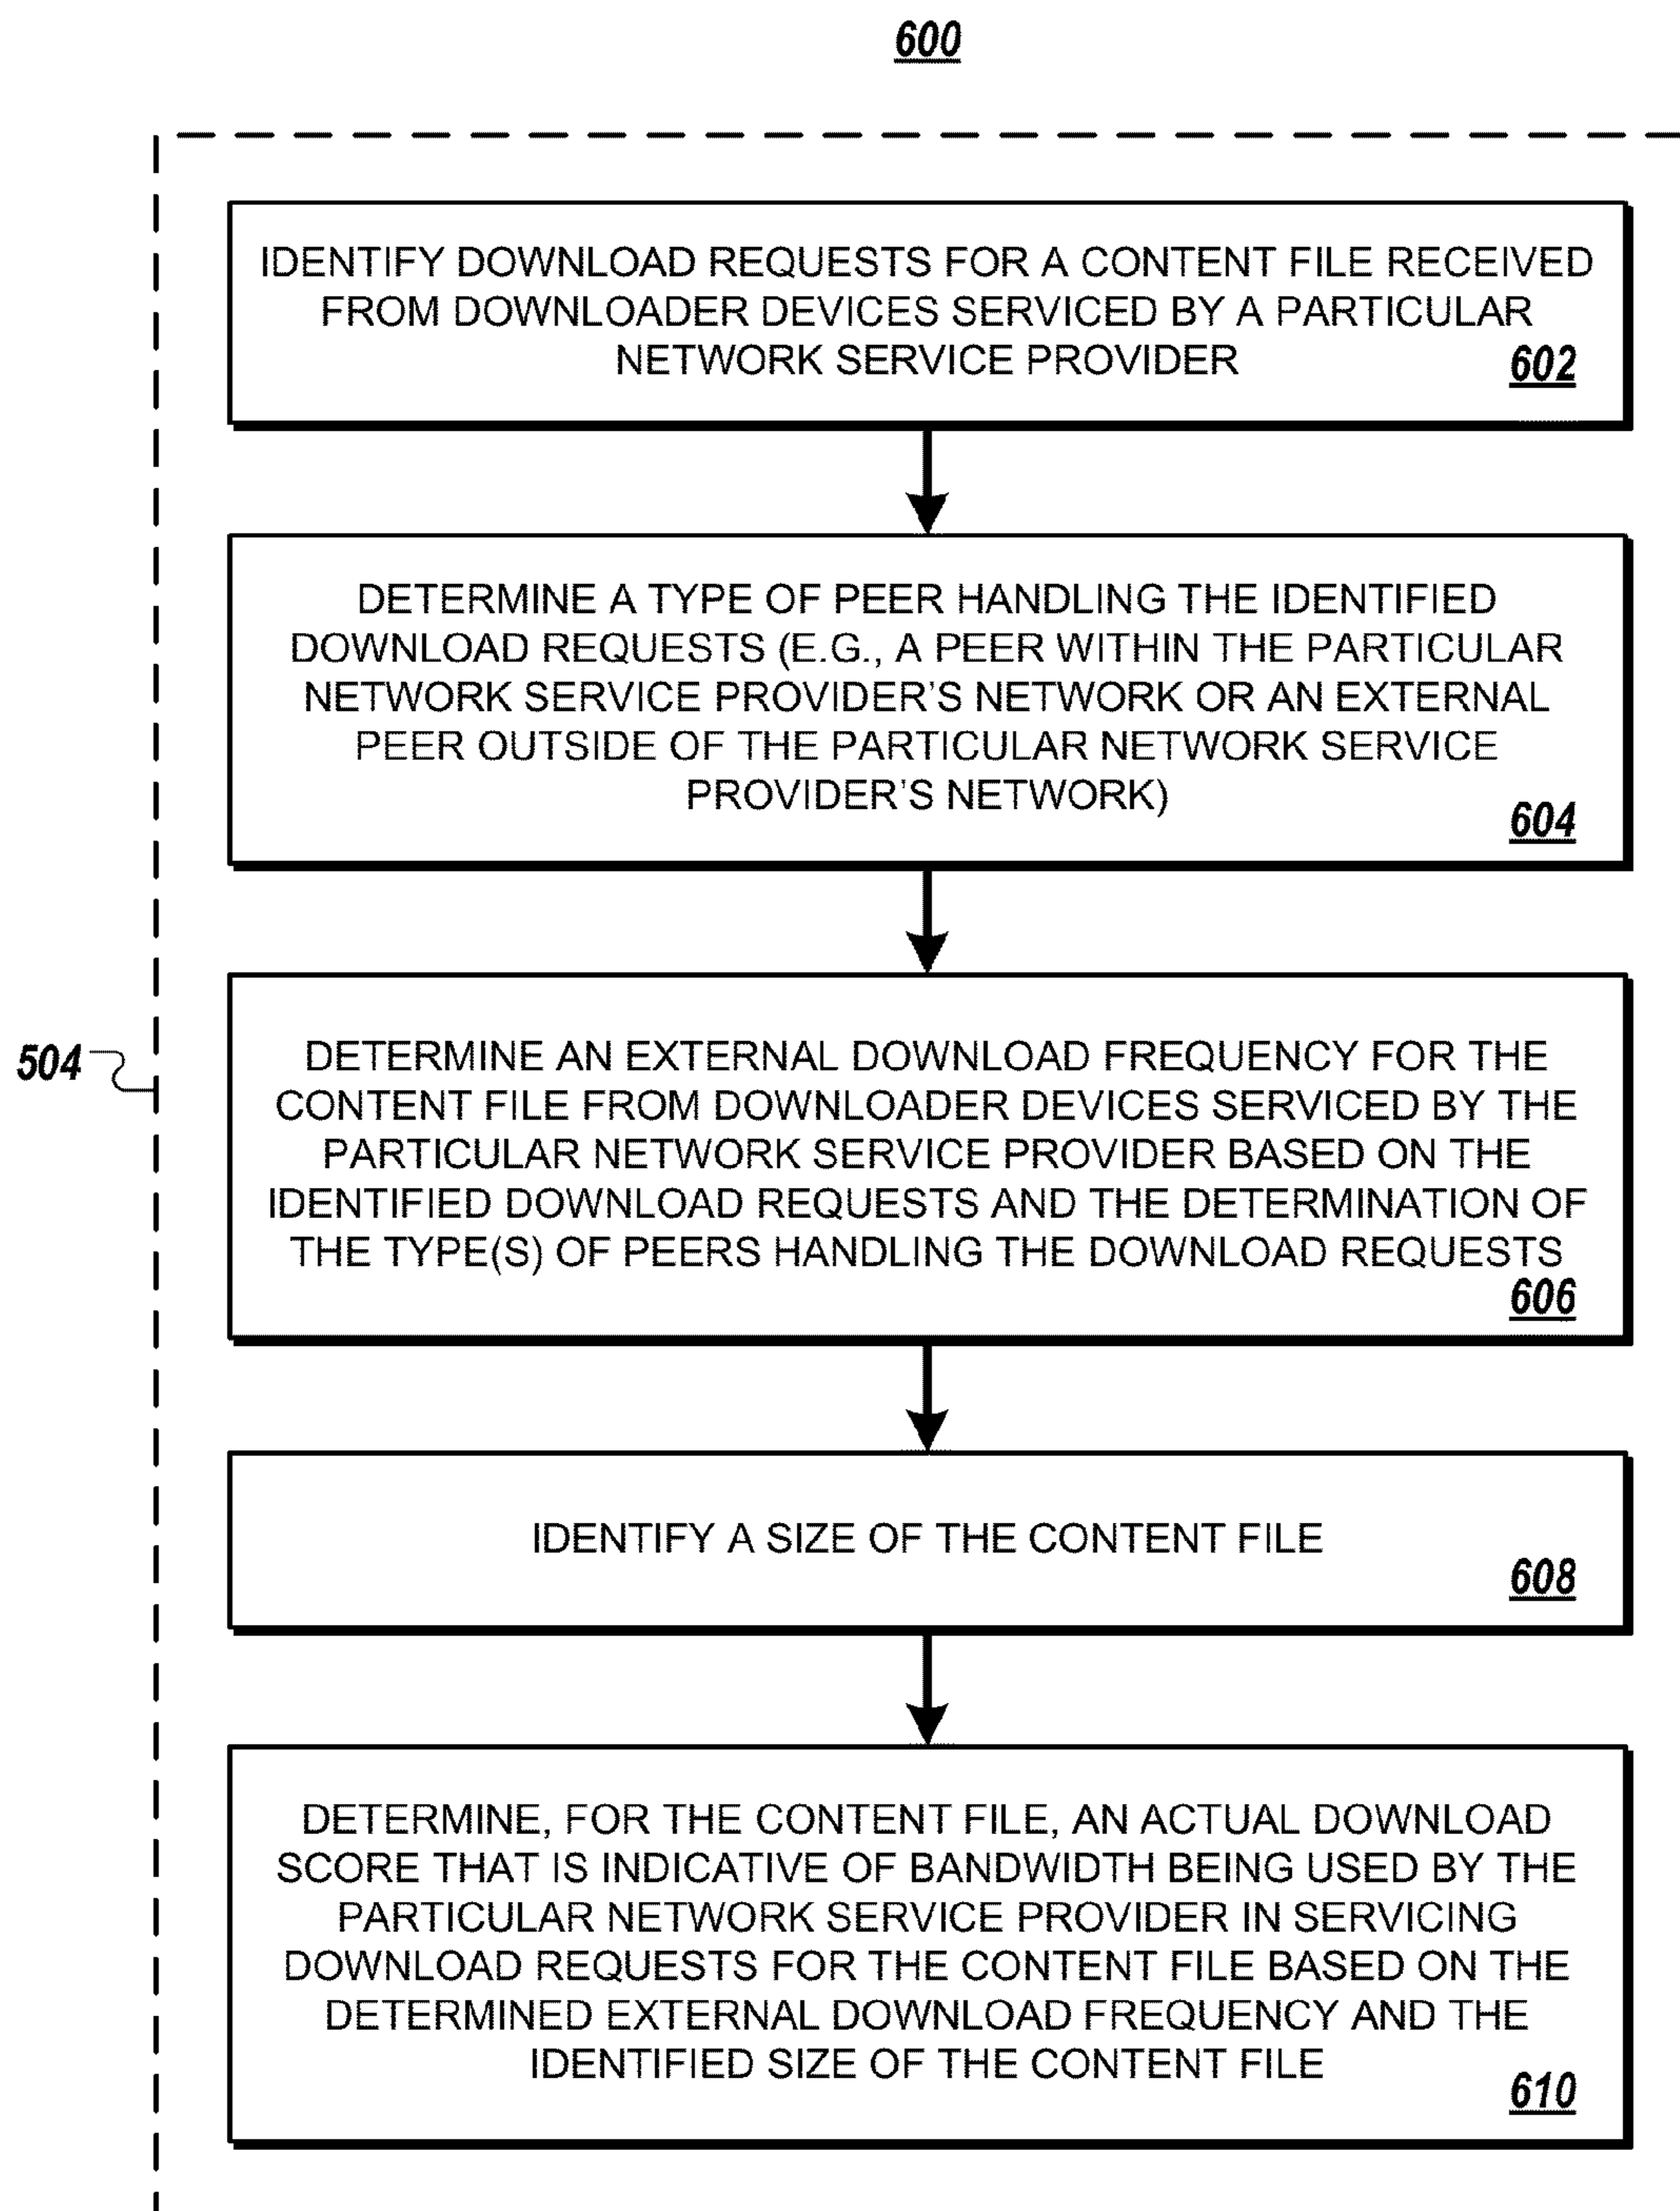 600
IDENTIFY DOWNLOAD REQUESTS FOR A CONTENT FILE RECEIVED
FROM DOWNLOADER DEVICES SERVICED BY A PARTICULAR
NETWORK SERVICE PROVIDER
602
DETERMINE A TYPE OF PEER HANDLING THE IDENTIFIED
DOWNLOAD REQUESTS (E.G., A PEER WITHIN THE PARTICULAR
NETWORK SERVICE PROVIDER'S NETWORK OR AN EXTERNAL
PEER OUTSIDE OF THE PARTICULAR NETWORK SERVICE
PROVIDER'S NETWORK)
604
504
DETERMINE AN EXTERNAL DOWNLOAD FREQUENCY FOR THE
CONTENT FILE FROM DOWNLOADER DEVICES SERVICED BY THE
PARTICULAR NETWORK SERVICE PROVIDER BASED ON THE
IDENTIFIED DOWNLOAD REQUESTS AND THE DETERMINATION OF
THE TYPE(S) OF PEERS HANDLING THE DOWNLOAD REQUESTS
606
IDENTIFY A SIZE OF THE CONTENT FILE
608
DETERMINE, FOR THE CONTENT FILE, AN ACTUAL DOWNLOAD
SCORE THAT IS INDICATIVE OF BANDWIDTH BEING USED BY THE
PARTICULAR NETWORK SERVICE PROVIDER IN SERVICING
DOWNLOAD REQUESTS FOR THE CONTENT FILE BASED ON THE
DETERMINED EXTERNAL DOWNLOAD FREQUENCY AND THE
IDENTIFIED SIZE OF THE CONTENT FILE
610